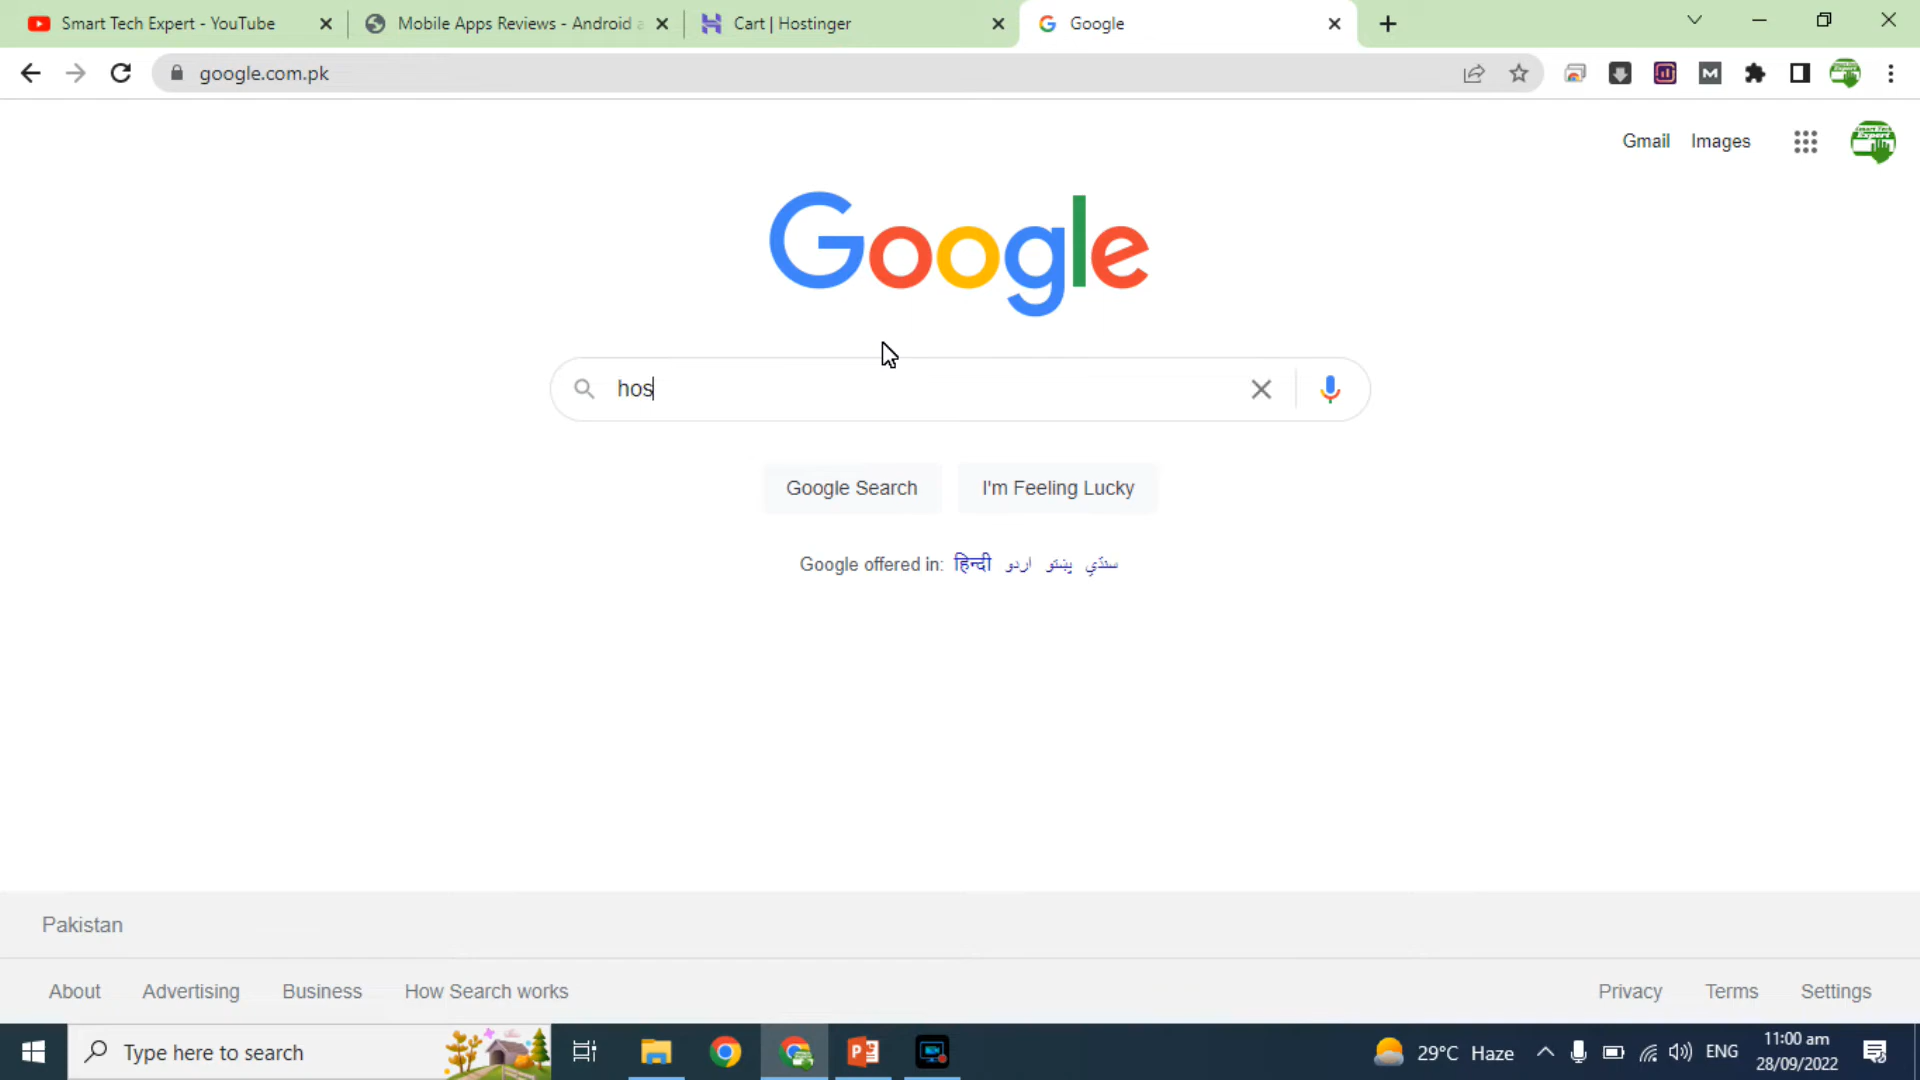 Smart Tech Expert - YouTube
Mobile Apps Reviews - Android a
Cart | Hostinger
Google
google.com.pk
Gmail Images
Google
hos
Google Search I'm Feeling Lucky
Google offered in: हिन्दी اردو پښتو سنڌي
Pakistan
About Advertising Business How Search works Privacy Terms Settings
Type here to search
29°C Haze
ENG
11:00 am
28/09/2022